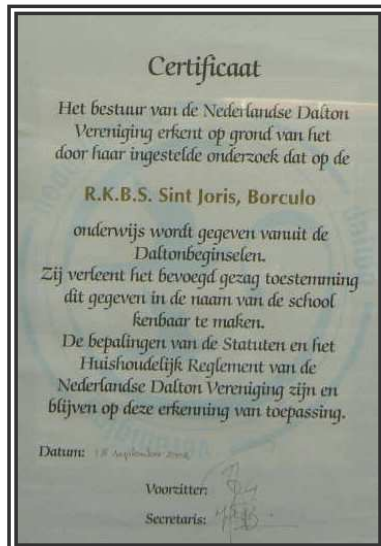 Certificaat
Het bestuur van de Nederlandse Dalton
Vereniging erkent op grond van het
door haar ingestelde onderzoek dat op de
R.K.B.S. Sint Joris, Borculo
onderwijs wordt gegeven vanuit de
Daltonbeginselen.
Zij verleent het bevoegd gezag toestemming
dit gegeven in de naam van de school
kenbaar te maken.
De bepalingen van de Statuten en het
Huishoudelijk Reglement van de
Nederlandse Dalton Vereniging zijn en
blijven op deze erkenning van toepassing.
Datum: 18 september
Voorzitter:
Secretaris: